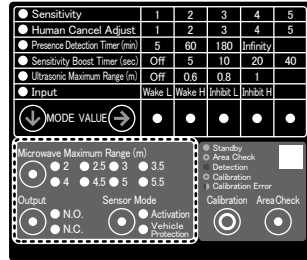 Sensitivity 1 2 3 4 5
Human Cancel Adjust 1 2 3 4 5
Presence Detection Timer (min) 5 60 180 Infinity
Sensitivity Boost Timer (sec) Off 5 10 20 40
Ultrasonic Maximum Range (m) Off 0.6 0.8 1
Input Wake L Wake H Inhibit L Inhibit H
MODE VALUE
Microwave Maximum Range (m)
2 2.5 3 3.5
4 4.5 5 5.5
Output Sensor Mode
N.O. Activation
N.C. Vehicle Protection
Standby
Area Check
Detection
Calibration
Calibration Error
Calibration Area Check